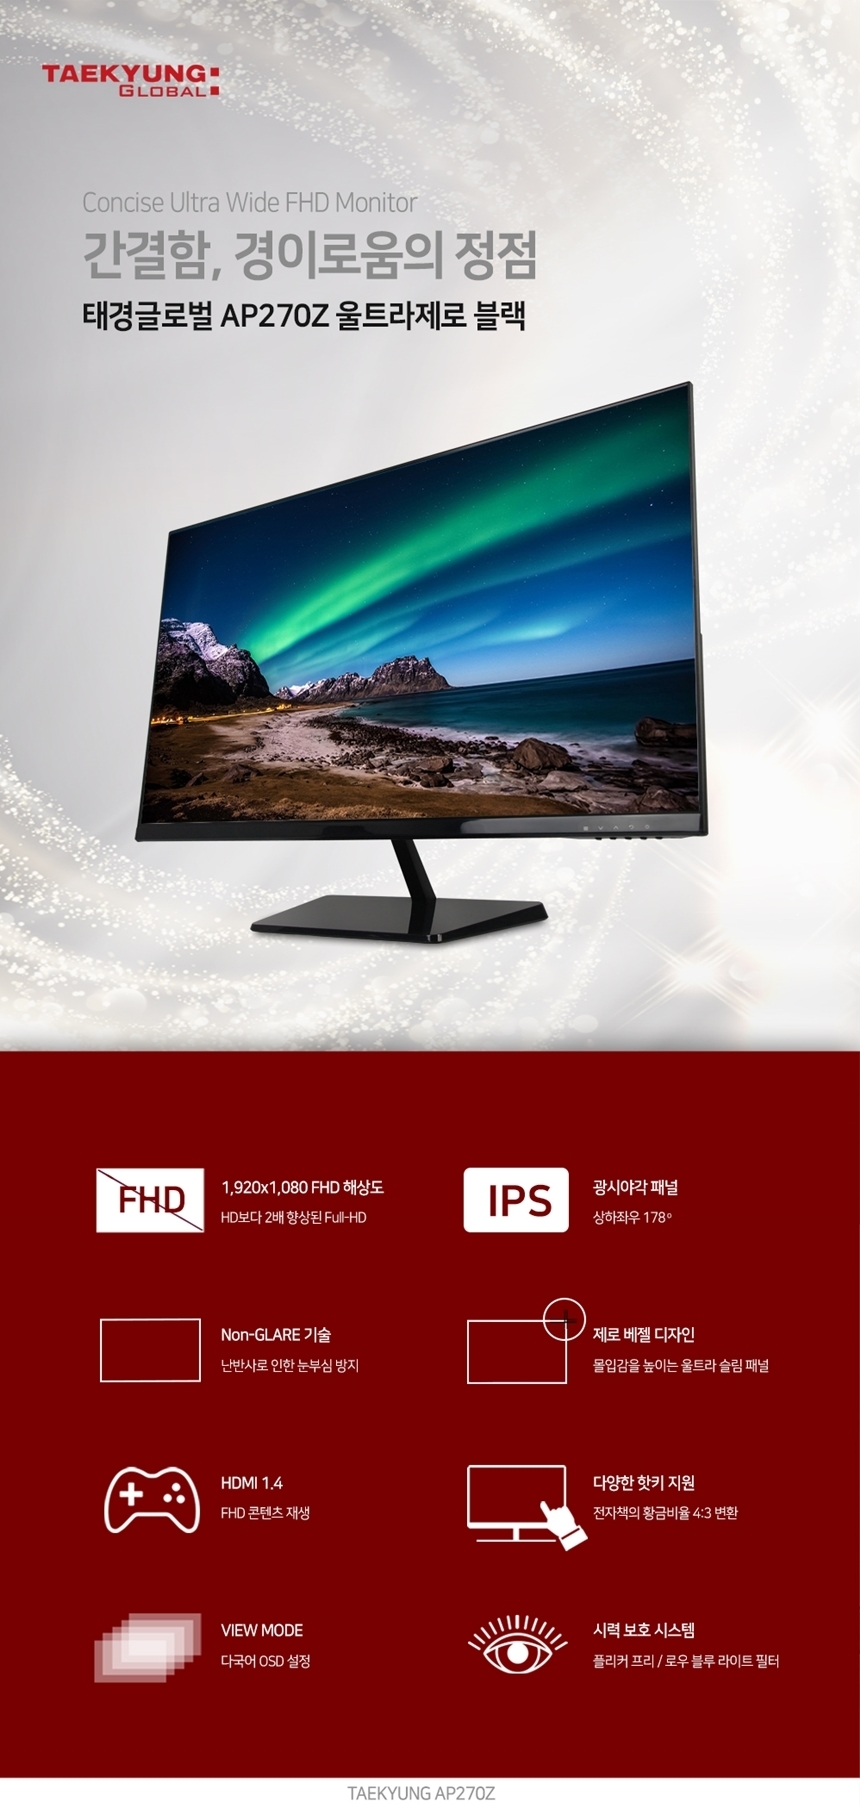 TAEKYUNG
GLOBAL
Concise Ultra Wide FHD Monitor
간결함, 경이로움의 정점
태경글로벌 AP270Z 울트라제로 블랙
FHD
1,920x1,080 FHD 해상도
HD보다 2배 향상된 Full-HD
IPS
광시야각 패널
상하좌우 178º
Non-GLARE 기술
난반사로 인한 눈부심 방지
제로 베젤 디자인
몰입감을 높이는 울트라 슬림 패널
HDMI 1.4
FHD 콘텐츠 재생
다양한 핫키 지원
전자책의 황금비율 4:3 변환
VIEW MODE
다국어 OSD 설정
시력 보호 시스템
플리커 프리 / 로우 블루 라이트 필터
TAEKYUNG AP270Z